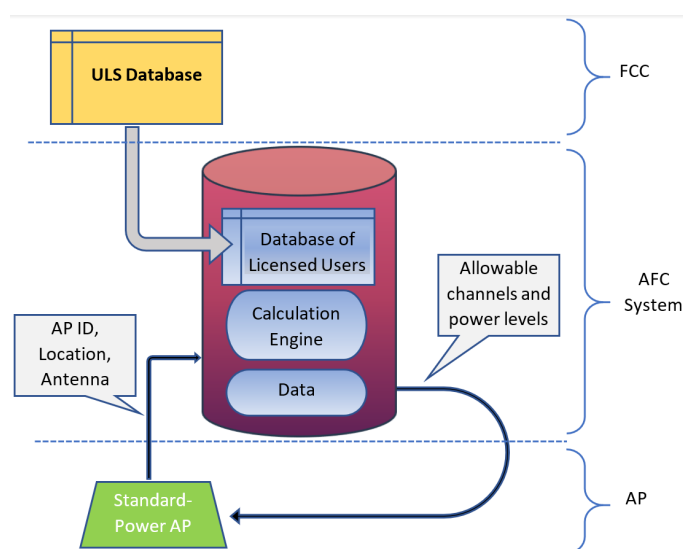 ULS Database
FCC
Database of
Licensed Users
Allowable
channels and
power levels
AFC
System
Calculation
Engine
AP ID,
Location,
Antenna
Data
Standard-
Power AP
AP